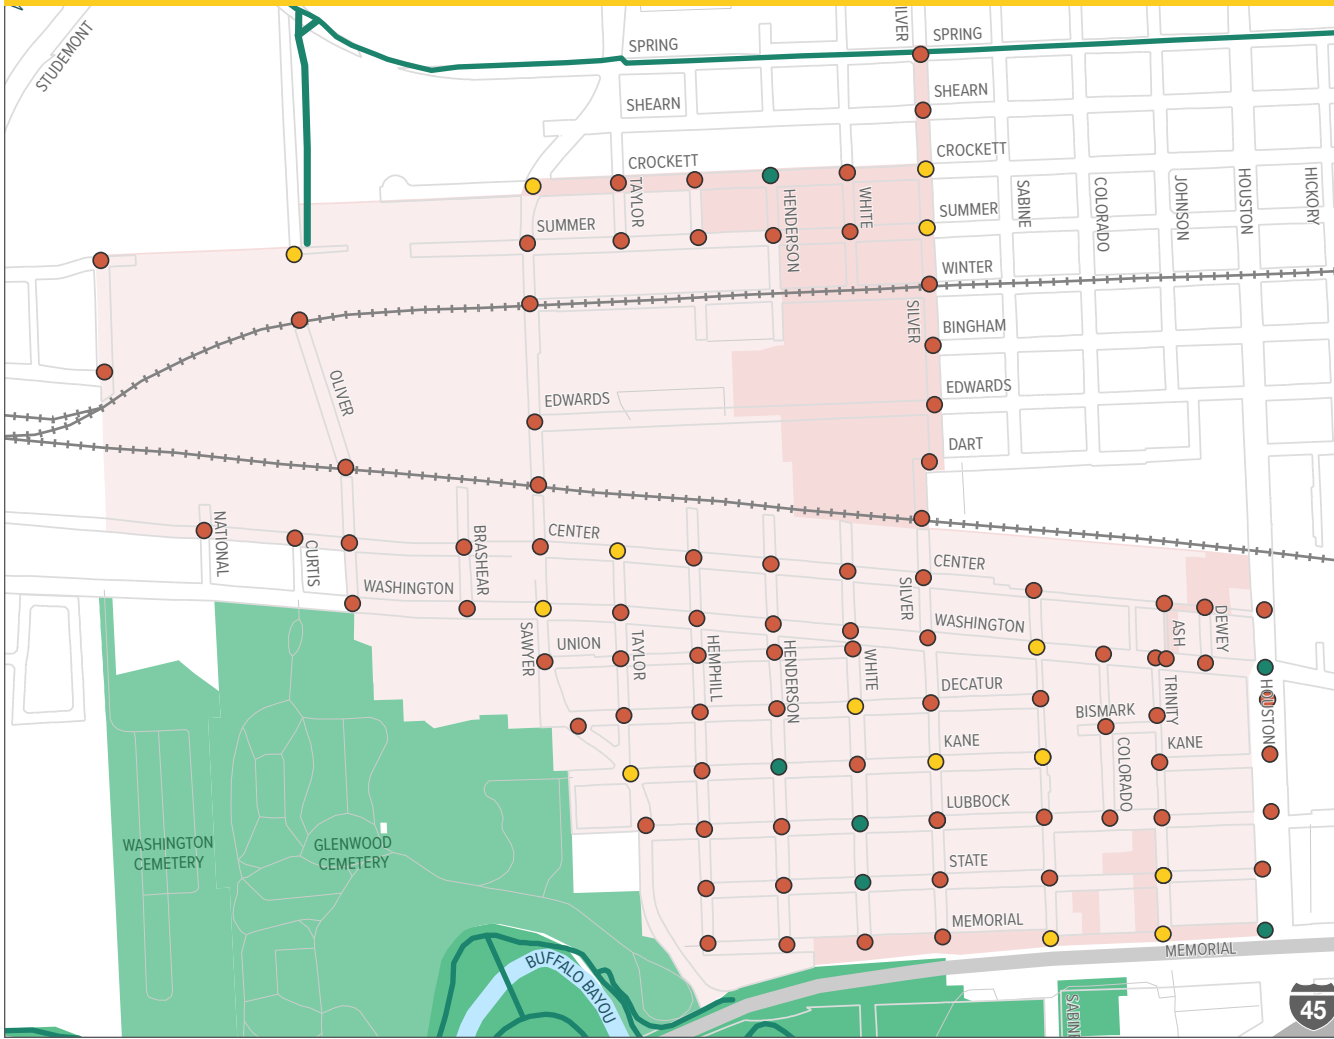 STUDEMONT
SPRING
SPRING
SHEARN
SHEARN
CROCKETT
CROCKETT
TAYLOR
HENDERSON
WHITE
SUMMER
SUMMER
SABINE
COLORADO
JOHNSON
HOUSTON
HICKORY
WINTER
SILVER
BINGHAM
OLIVER
EDWARDS
EDWARDS
DART
NATIONAL
CURTIS
BRASHEAR
CENTER
CENTER
WASHINGTON
SILVER
WASHINGTON
ASH
DEWEY
SAWYER
UNION
TAYLOR
HEMPHILL
HENDERSON
WHITE
DECATUR
TRINITY
HOUSTON
BISMARK
KANE
KANE
COLORADO
LUBBOCK
WASHINGTON
CEMETERY
GLENWOOD
CEMETERY
STATE
MEMORIAL
MEMORIAL
BUFFALO BAYOU
45